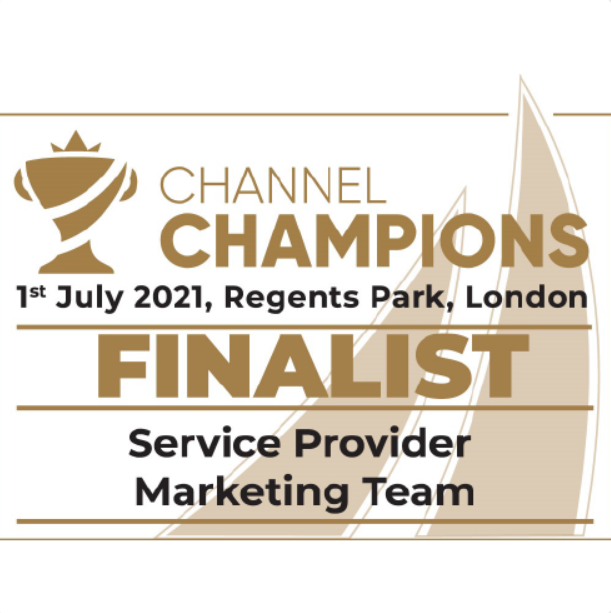 CHANNEL
CHAMPIONS
1st July 2021, Regents Park, London
FINALIST
Service Provider
Marketing Team